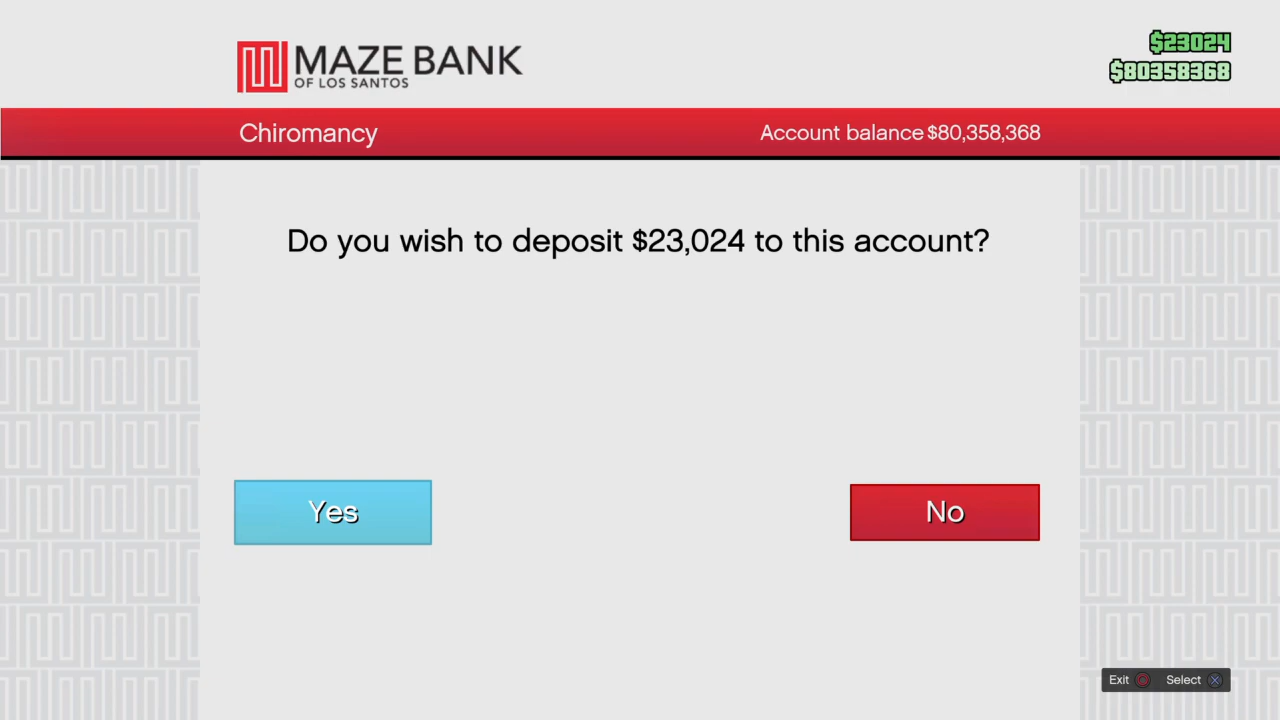 MAZE BANK
OF LOS SANTOS
$23024
$80358368
Chiromancy
Account balance $80,358,368
Do you wish to deposit $23,024 to this account?
Yes
No
Exit
Select